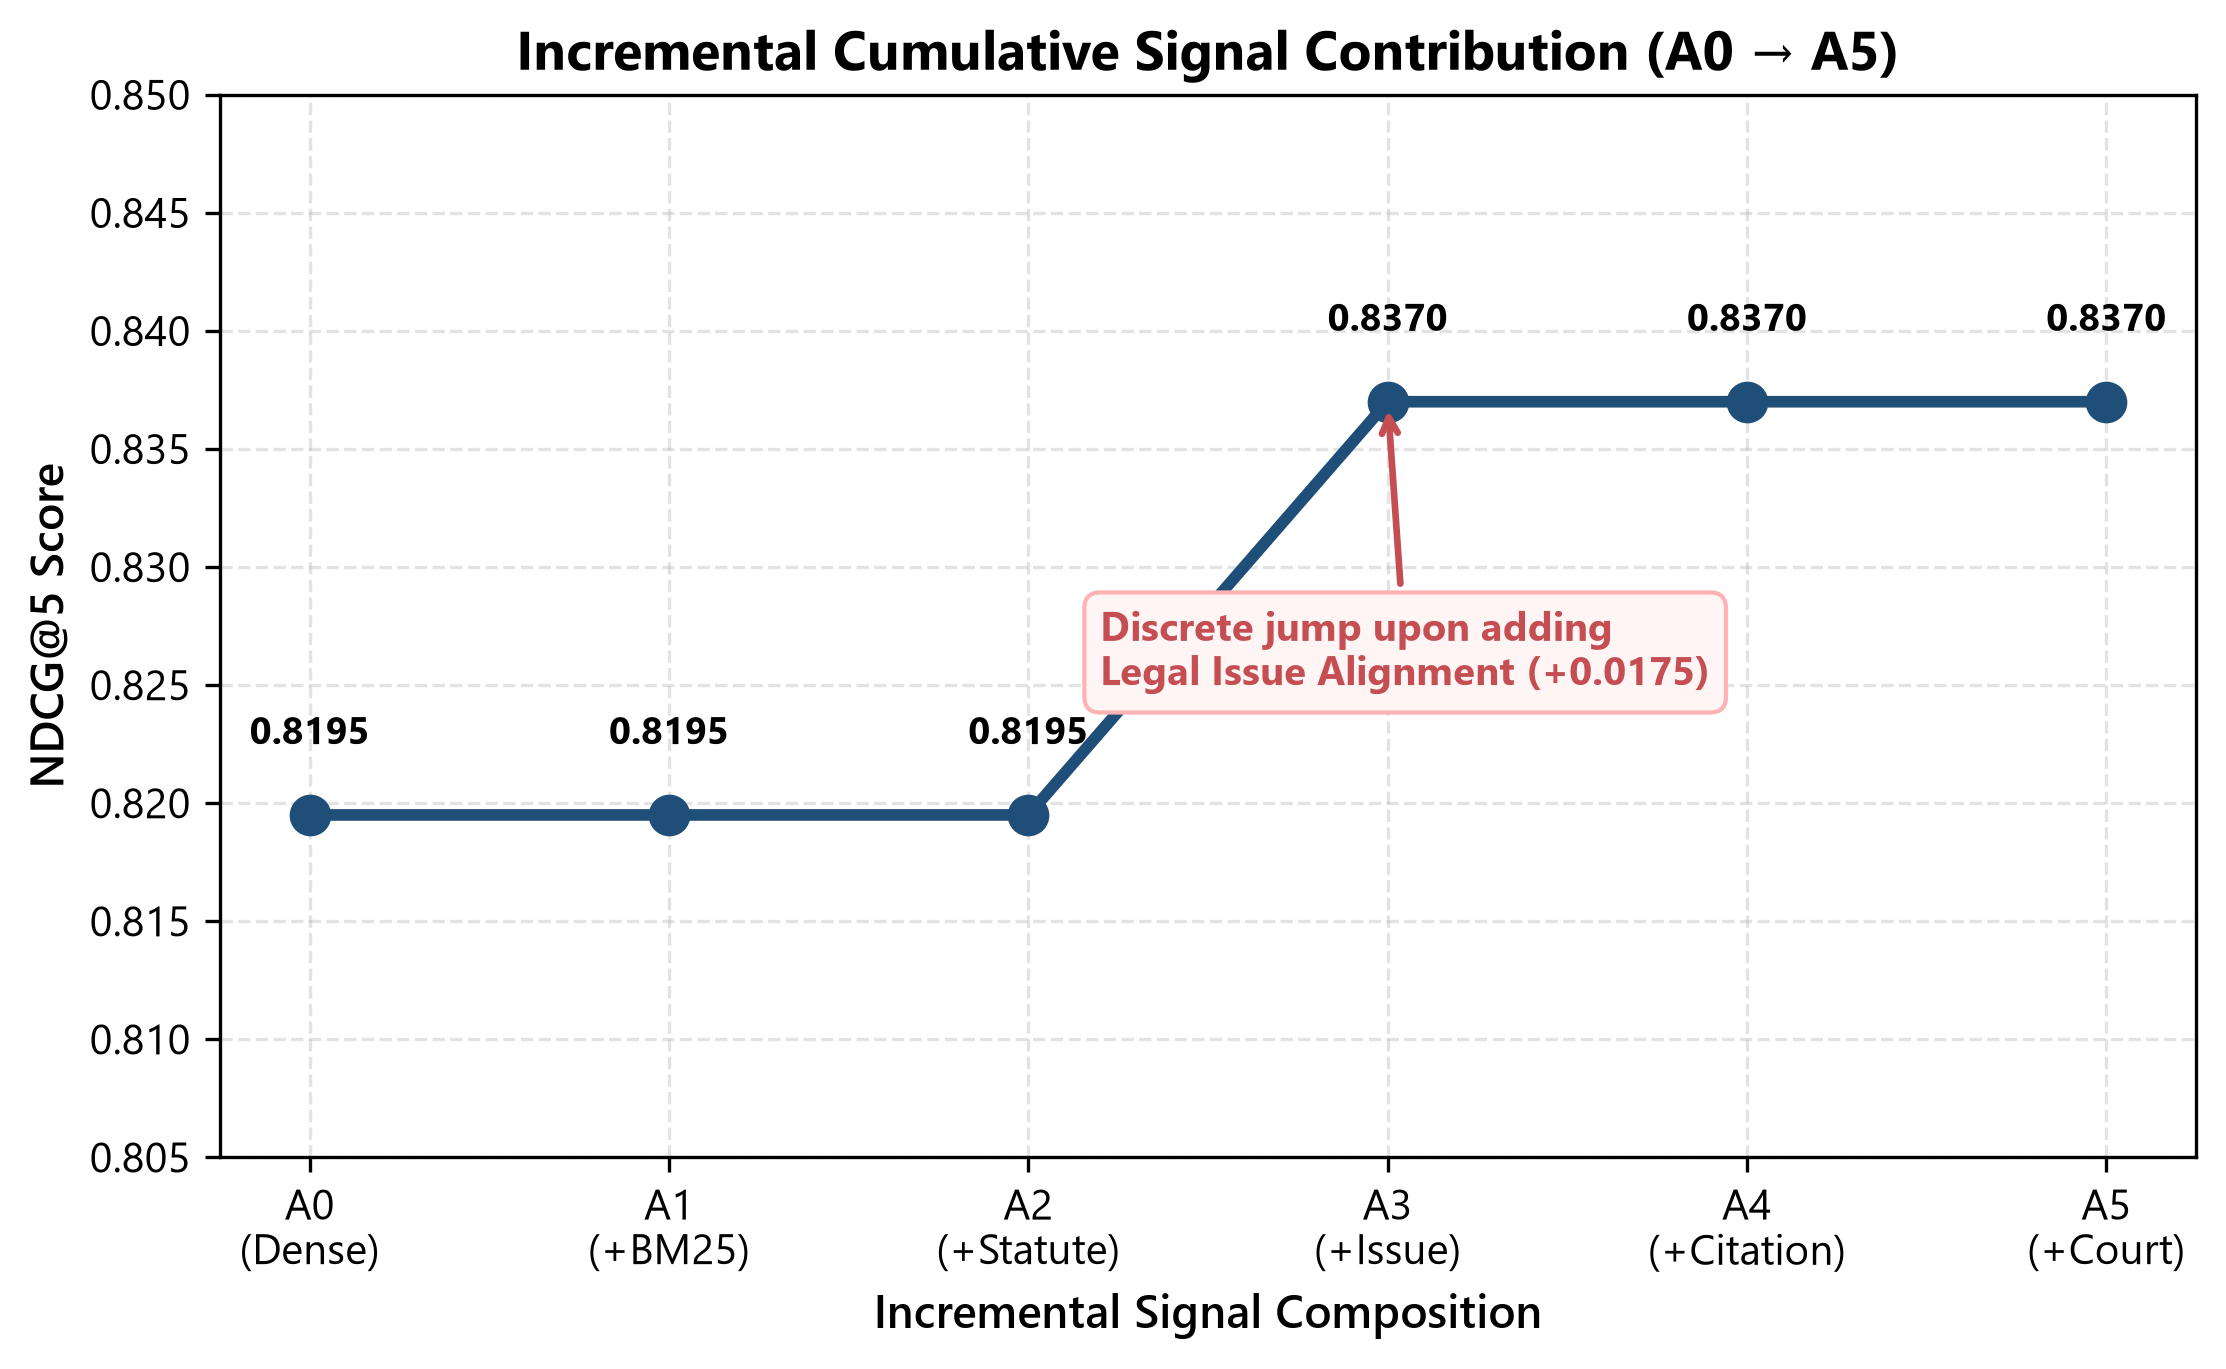 Incremental Cumulative Signal Contribution (A0 → A5)
NDCG@5 Score
0.850
0.845
0.840
0.835
0.830
0.825
0.820
0.815
0.810
0.805
0.8195
0.8195
0.8195
0.8370
0.8370
0.8370
Discrete jump upon adding
Legal Issue Alignment (+0.0175)
A0
(Dense)
A1
(+BM25)
A2
(+Statute)
A3
(+Issue)
A4
(+Citation)
A5
(+Court)
Incremental Signal Composition